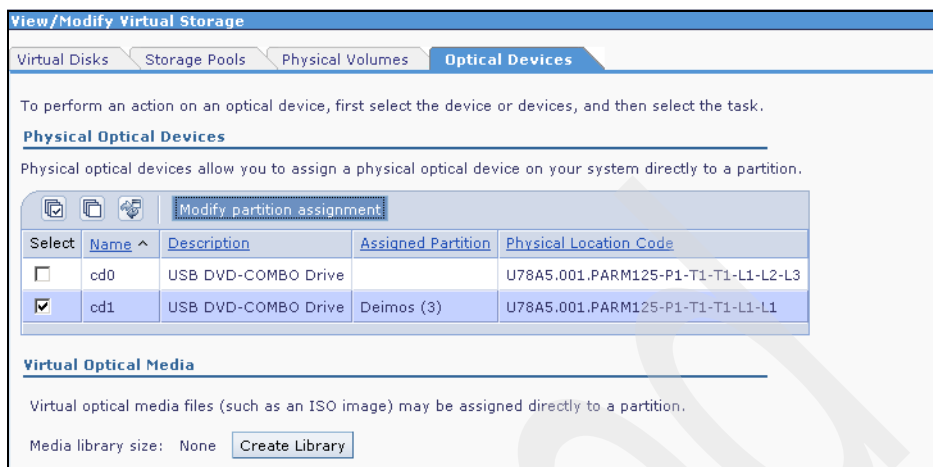 View/Modify Virtual Storage
Virtual Disks Storage Pools Physical Volumes Optical Devices
To perform an action on an optical device, first select the device or devices, and then select the task.
Physical Optical Devices
Physical optical devices allow you to assign a physical optical device on your system directly to a partition.
Modify partition assignment
Select Name ^ Description Assigned Partition Physical Location Code
cd0 USB DVD-COMBO Drive U78A5.001.PARM125-P1-T1-T1-L1-L2-L3
cd1 USB DVD-COMBO Drive Deimos (3) U78A5.001.PARM125-P1-T1-T1-L1-L1
Virtual Optical Media
Virtual optical media files (such as an ISO image) may be assigned directly to a partition.
Media library size: None Create Library